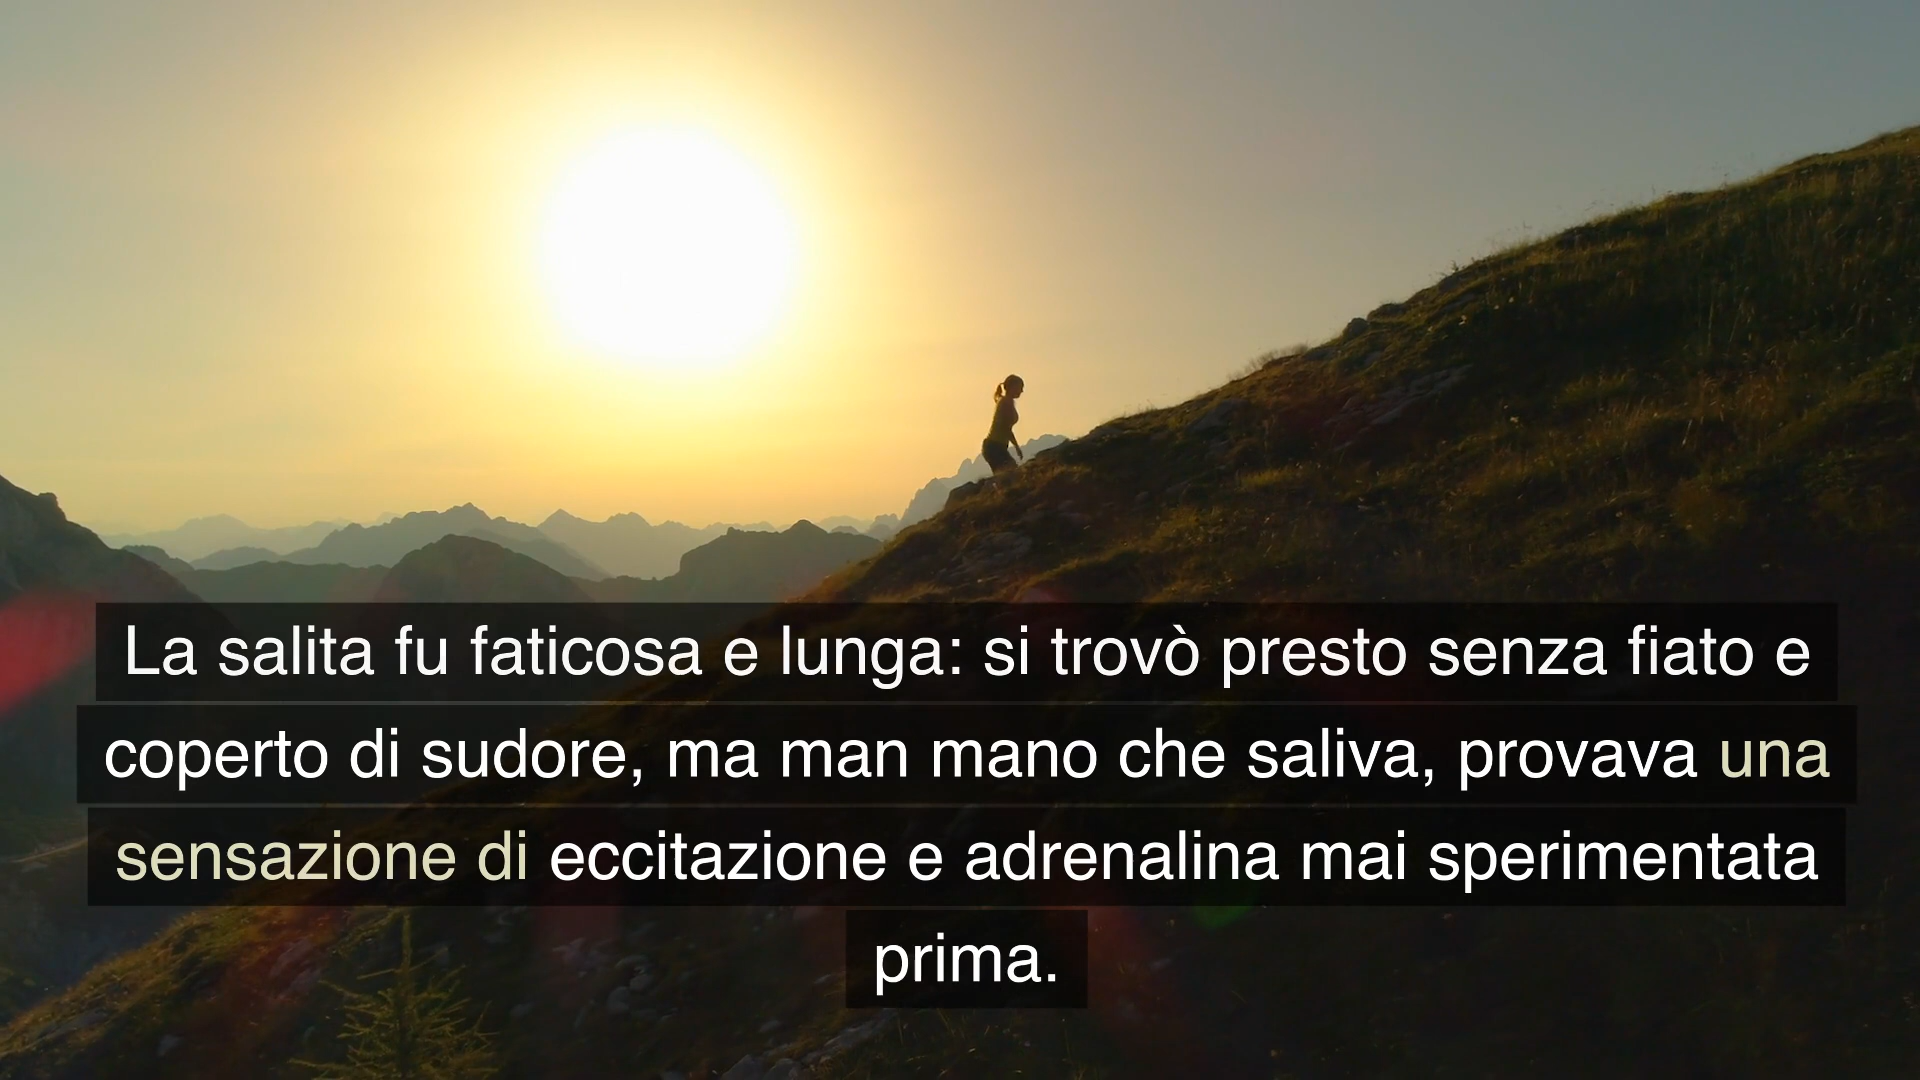 La salita fu faticosa e lunga: si trovò presto senza fiato e
coperto di sudore, ma man mano che saliva, provava una
sensazione di eccitazione e adrenalina mai sperimentata
prima.